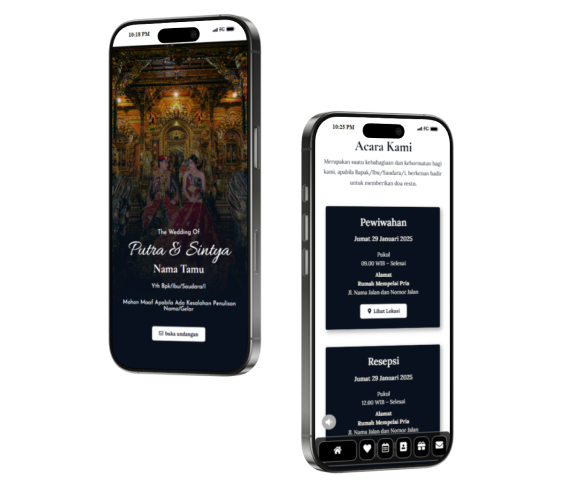 10:18 PM
5G
The Wedding Of
Putra & Sintya
Nama Tamu
Yth Bpk/Ibu/Saudara/i
Mohon Maaf Apabila Ada Kesalahan Penulisan
Nama/Gelar
buka undangan
10:25 PM
5G
Acara Kami
Merupakan suatu kebahagiaan dan kehormatan bagi
kami, apabila Bapak/Ibu/Saudara/i, berkenan hadir
untuk memberikan doa restu.
Pewiwahan
Jumat 29 Januari 2025
Pukul
09.00 WIB – Selesai
Alamat
Rumah Mempelai Pria
Jl. Nama Jalan dan Nomor Jalan
Lihat Lokasi
Resepsi
Jumat 29 Januari 2025
Pukul
12.00 WIB – Selesai
Alamat
Rumah Mempelai Pria
Jl. Nama Jalan dan Nomor Jalan